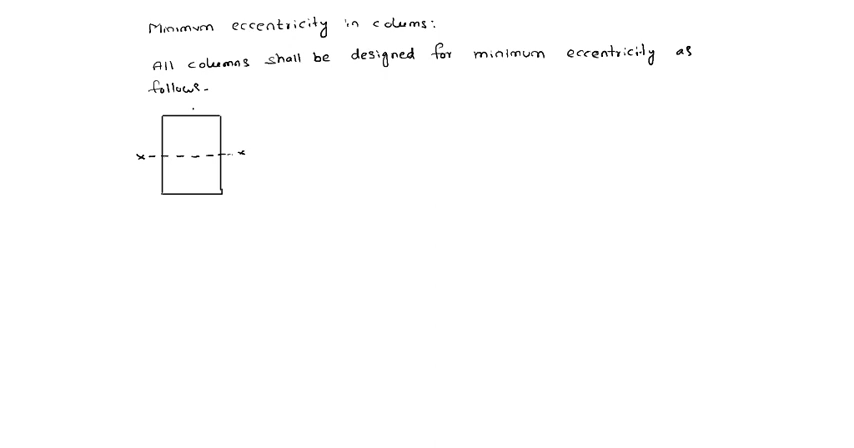 Minimum eccentricity in colums:
All columns shall be designed for minimum eccentricity as
follows-
x x